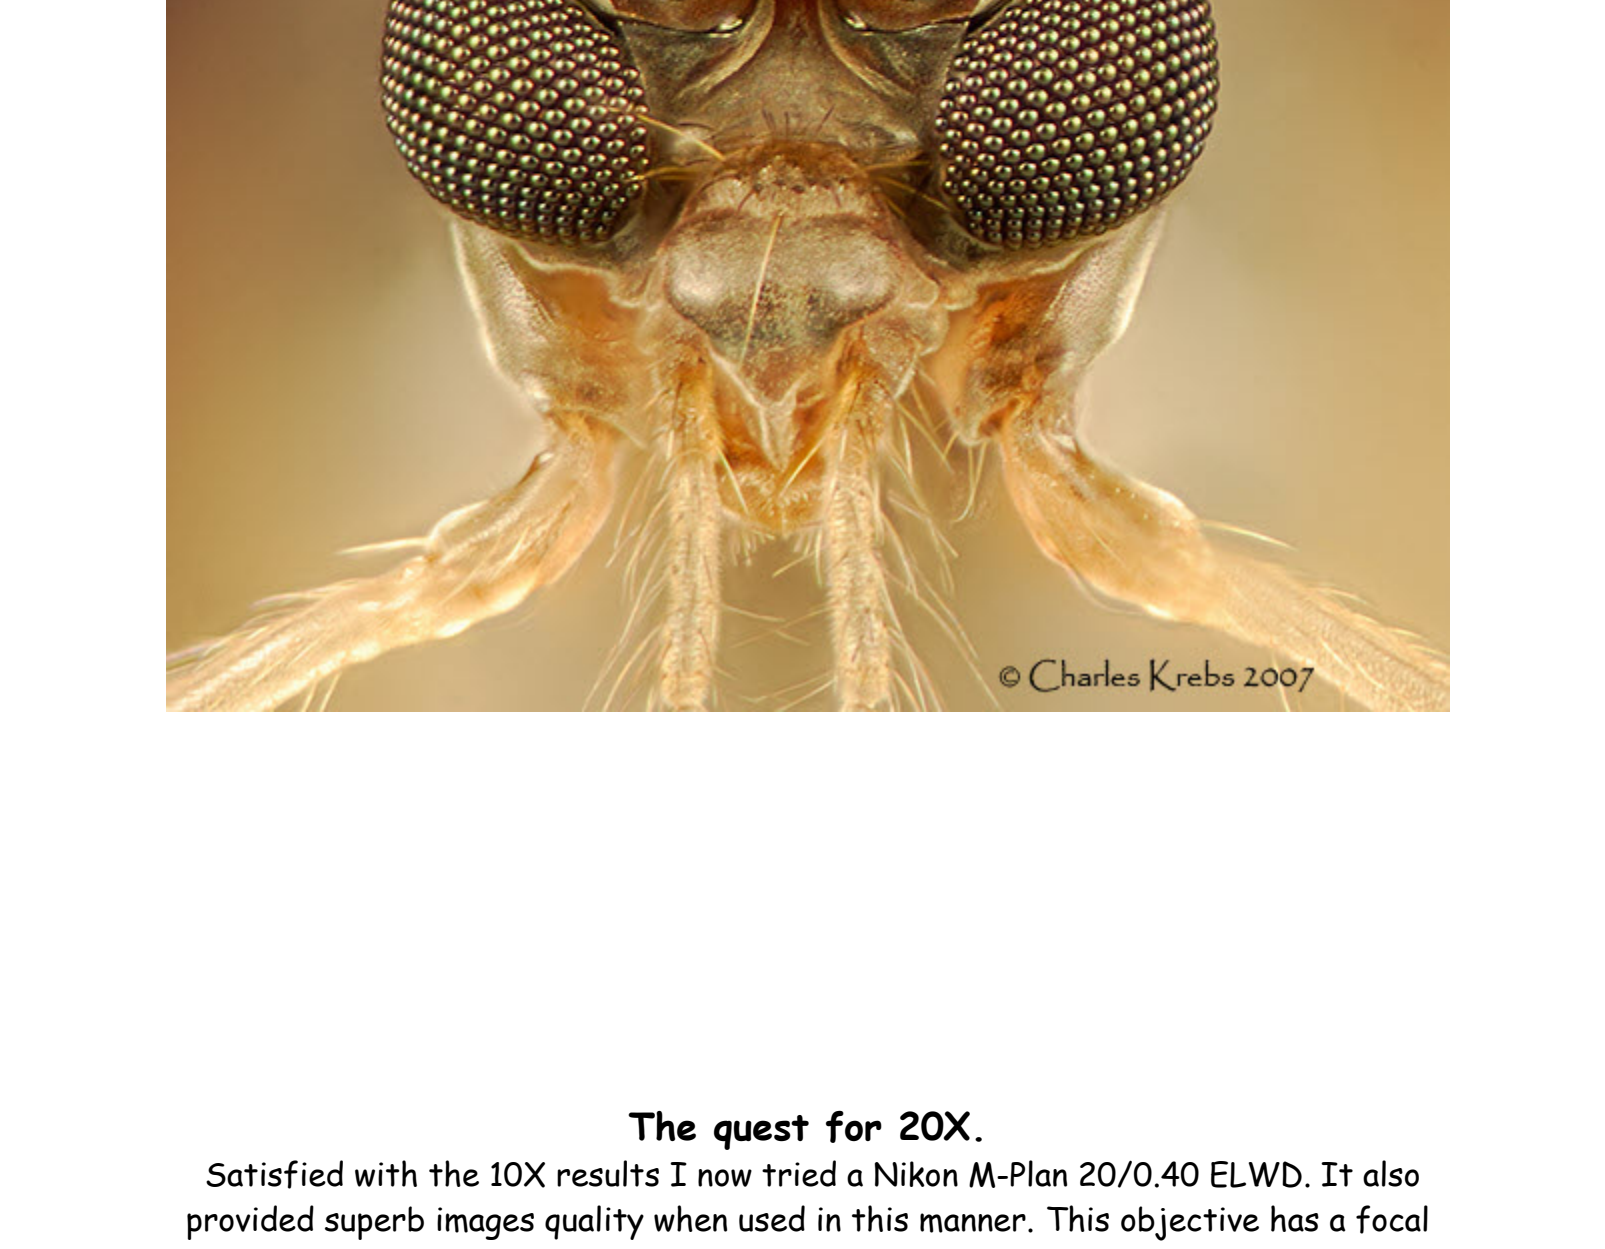 © Charles Krebs 2007
The quest for 20X.
Satisfied with the 10X results I now tried a Nikon M-Plan 20/0.40 ELWD. It also
provided superb images quality when used in this manner. This objective has a focal